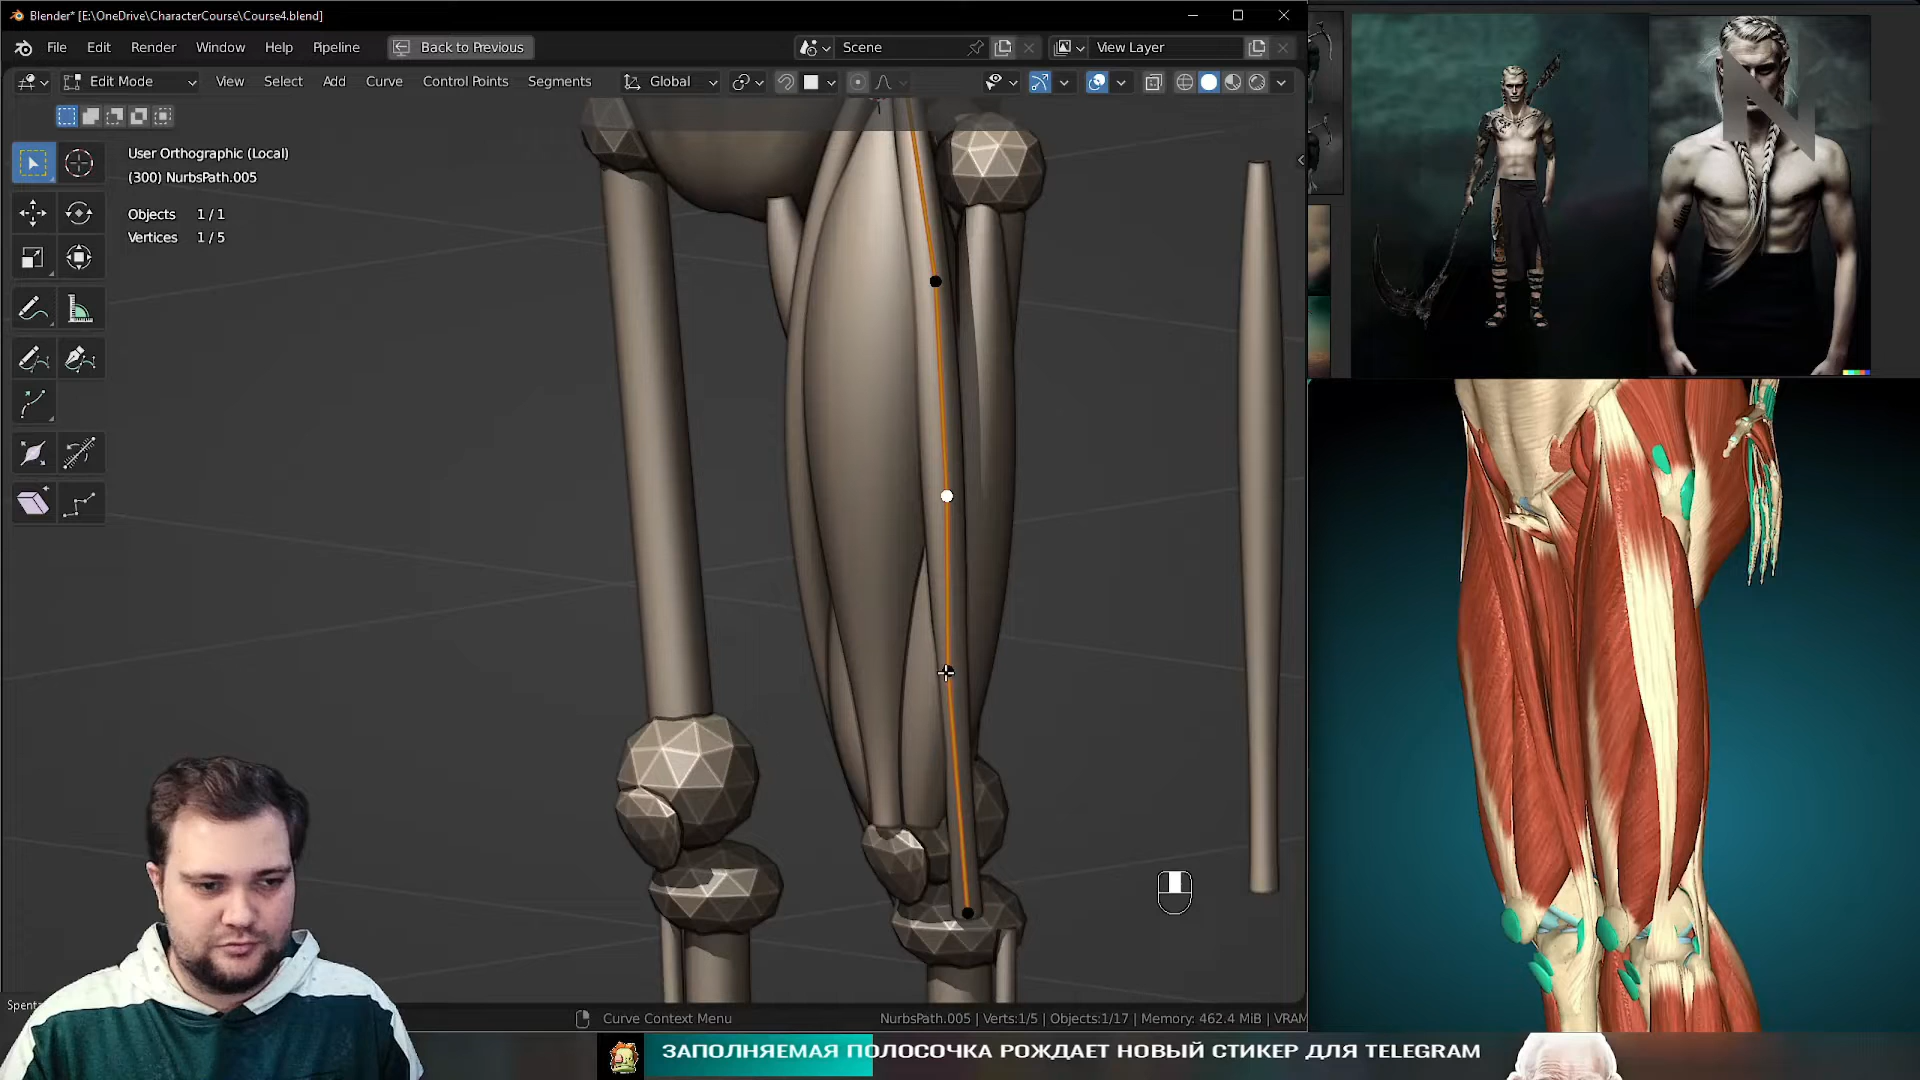 Blender* [E:\OneDrive\CharacterCourse\Course4.blend]
File Edit Render Window Help Pipeline Back to Previous Scene View Layer
Edit Mode View Select Add Curve Control Points Segments Global
User Orthographic (Local)
(300) NurbsPath.005
Objects 1 / 1
Vertices 1 / 5
Curve Context Menu
NurbsPath.005 | Verts:1/5 | Objects:1/17 | Memory: 462.4 MiB | VRAM
ЗАПОЛНЯЕМАЯ ПОЛОСОЧКА РОЖДАЕТ НОВЫЙ СТИКЕР ДЛЯ TELEGRAM